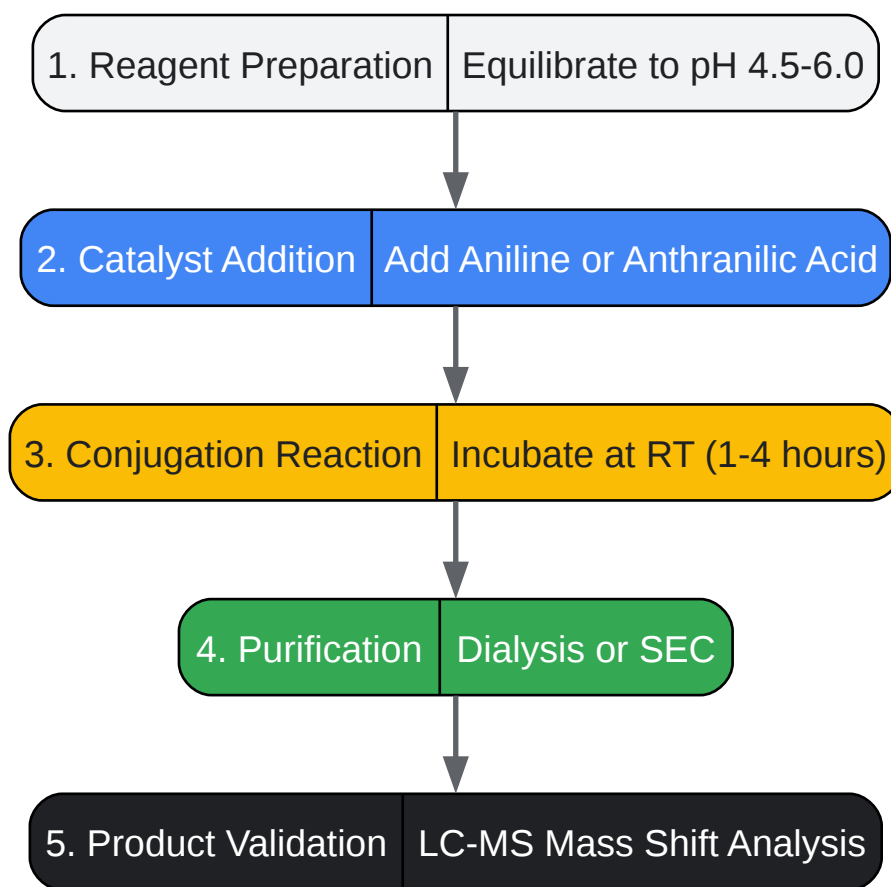 1. Reagent Preparation Equilibrate to pH 4.5-6.0
2. Catalyst Addition Add Aniline or Anthranilic Acid
3. Conjugation Reaction Incubate at RT (1-4 hours)
4. Purification Dialysis or SEC
5. Product Validation LC-MS Mass Shift Analysis